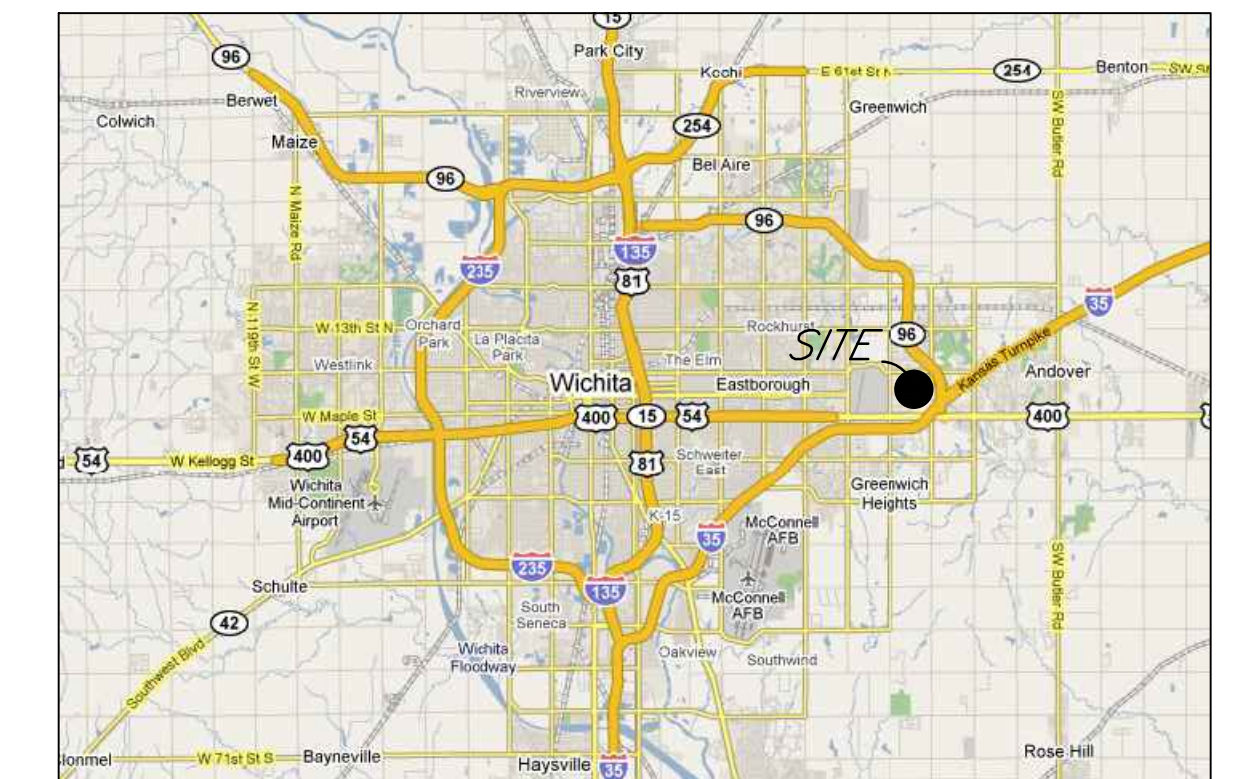 15
Park City
96
Kechi
E 61st St N
254
Benton
Berwet
Riverview
Greenwich
SW Butler Rd
Colwich
254
Maize
Bel Aire
96
N Maize Rd
96
135
235
81
35
N 119th St W
W 13th St N
Orchard
Park
La Placita
Park
Rockhurst
96
SITE
Kansas Turnpike
Westlink
The Elm
Andover
Wichita
Eastborough
W Maple St
400
15
54
400
54
400
54
W Kellogg St
81
Schweiter
East
Wichita
Mid-Continent
Airport
Greenwich
Heights
K-15
35
McConnell
AFB
SW Butler Rd
235
135
Schulte
McConnell
AFB
South
Seneca
42
Southwest Blvd
Wichita
Floodway
Oakview
Southwind
W 71st St S
Bayneville
Haysville
35
Rose Hill